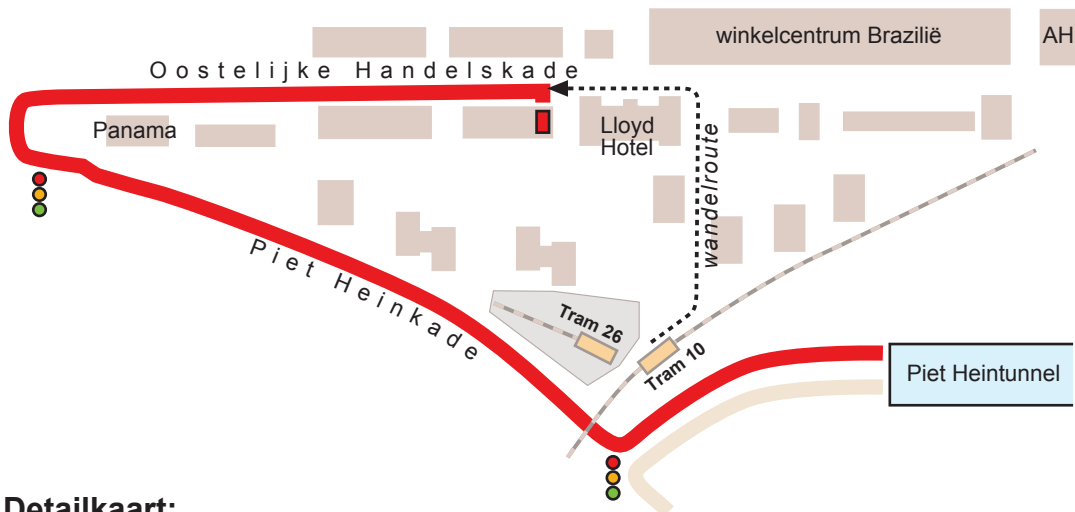 winkelcentrum Brazilië
AH
Oostelijke Handelskade
Panama
Lloyd
Hotel
wandelroute
Piet Heinkade
Tram 26
Tram 10
Piet Heintunnel
Detailkaart: